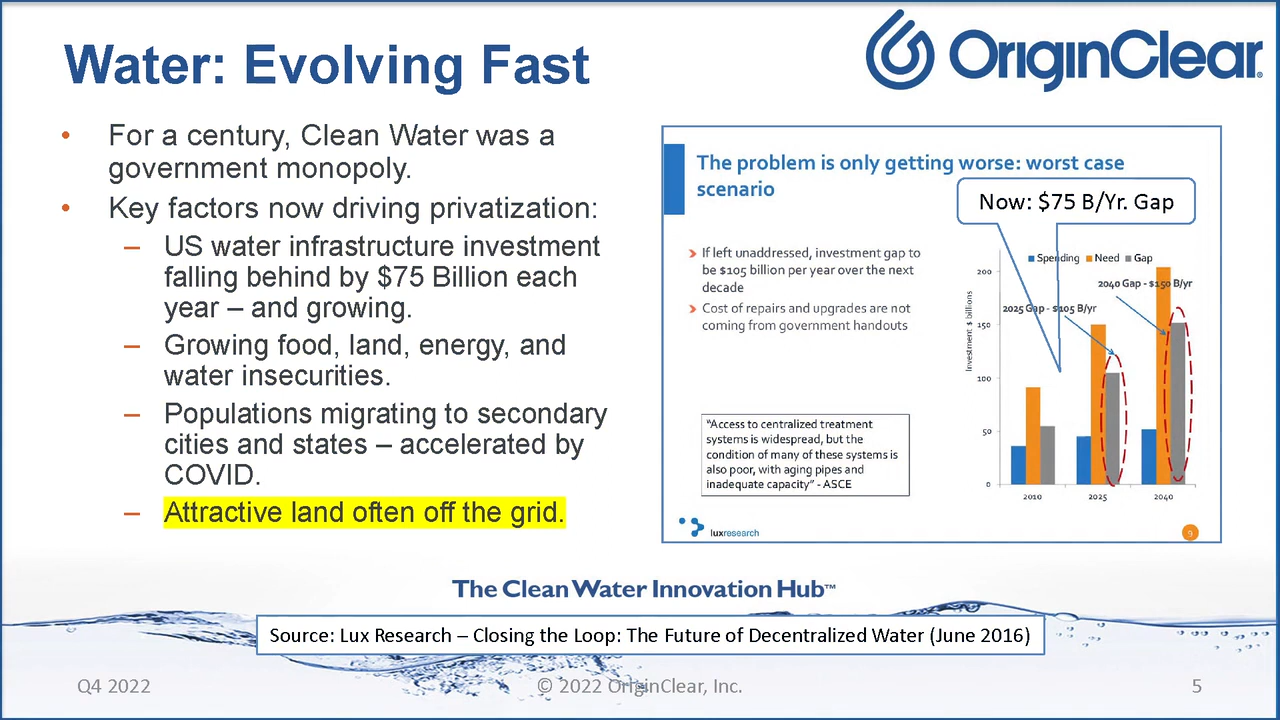 Water: Evolving Fast
OriginClear®
• For a century, Clean Water was a
government monopoly.
• Key factors now driving privatization:
– US water infrastructure investment
falling behind by $75 Billion each
year – and growing.
– Growing food, land, energy, and
water insecurities.
– Populations migrating to secondary
cities and states – accelerated by
COVID.
– Attractive land often off the grid.
The problem is only getting worse: worst case
scenario
Now: $75 B/Yr. Gap
If left unaddressed, investment gap to
be $105 billion per year over the next
decade
Cost of repairs and upgrades are not
coming from government handouts
"Access to centralized treatment
systems is widespread, but the
condition of many of these systems is
also poor, with aging pipes and
inadequate capacity" - ASCE
Spending Need Gap
2040 Gap - $150 B/yr
2025 Gap - $105 B/yr
Investment $ billions
200
150
100
50
0
2010 2025 2040
luxresearch
9
The Clean Water Innovation Hub™
Source: Lux Research – Closing the Loop: The Future of Decentralized Water (June 2016)
Q4 2022
© 2022 OriginClear, Inc.
5